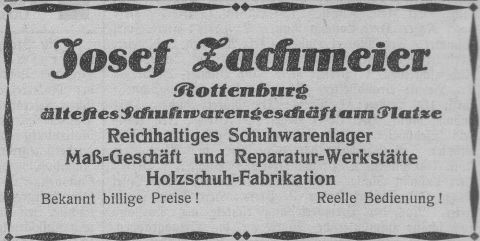 Josef Zachmeier
Rottenburg
ältestes Schuhwarengeschäft am Platze
Reichhaltiges Schuhwarenlager
Maß-Geschäft und Reparatur-Werkstätte
Holzschuh-Fabrikation
Bekannt billige Preise! Reelle Bedienung!